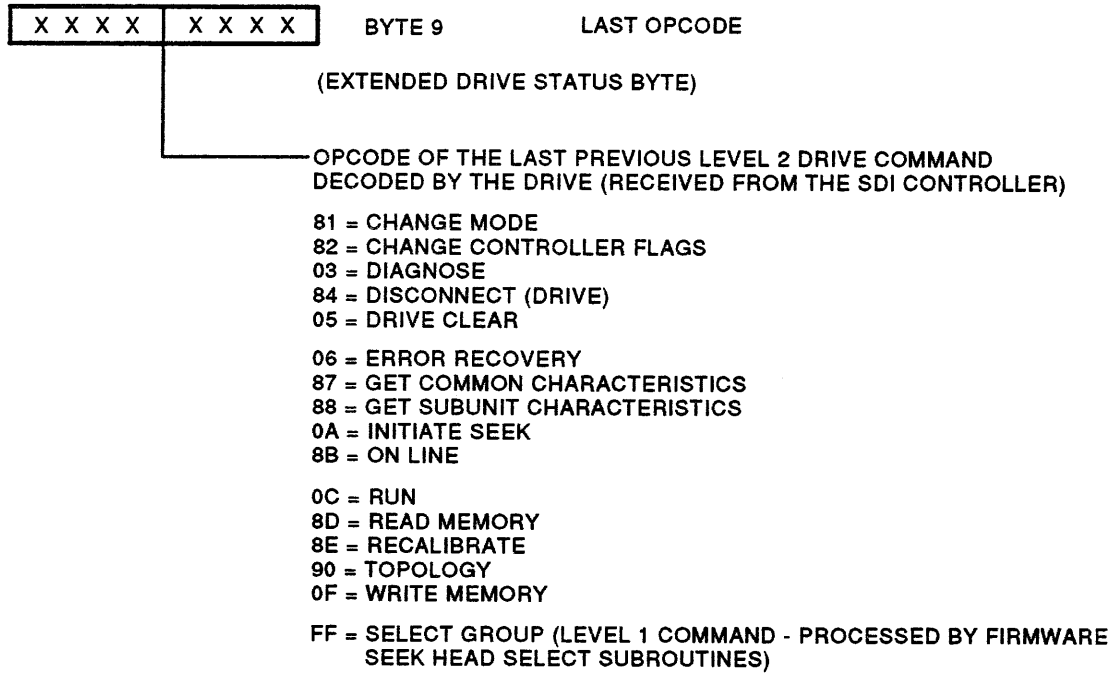 X X X X X X X X BYTE 9 LAST OPCODE
(EXTENDED DRIVE STATUS BYTE)
OPCODE OF THE LAST PREVIOUS LEVEL 2 DRIVE COMMAND
DECODED BY THE DRIVE (RECEIVED FROM THE SDI CONTROLLER)
81 = CHANGE MODE
82 = CHANGE CONTROLLER FLAGS
03 = DIAGNOSE
84 = DISCONNECT (DRIVE)
05 = DRIVE CLEAR
06 = ERROR RECOVERY
87 = GET COMMON CHARACTERISTICS
88 = GET SUBUNIT CHARACTERISTICS
0A = INITIATE SEEK
8B = ON LINE
0C = RUN
8D = READ MEMORY
8E = RECALIBRATE
90 = TOPOLOGY
0F = WRITE MEMORY
FF = SELECT GROUP (LEVEL 1 COMMAND - PROCESSED BY FIRMWARE
SEEK HEAD SELECT SUBROUTINES)